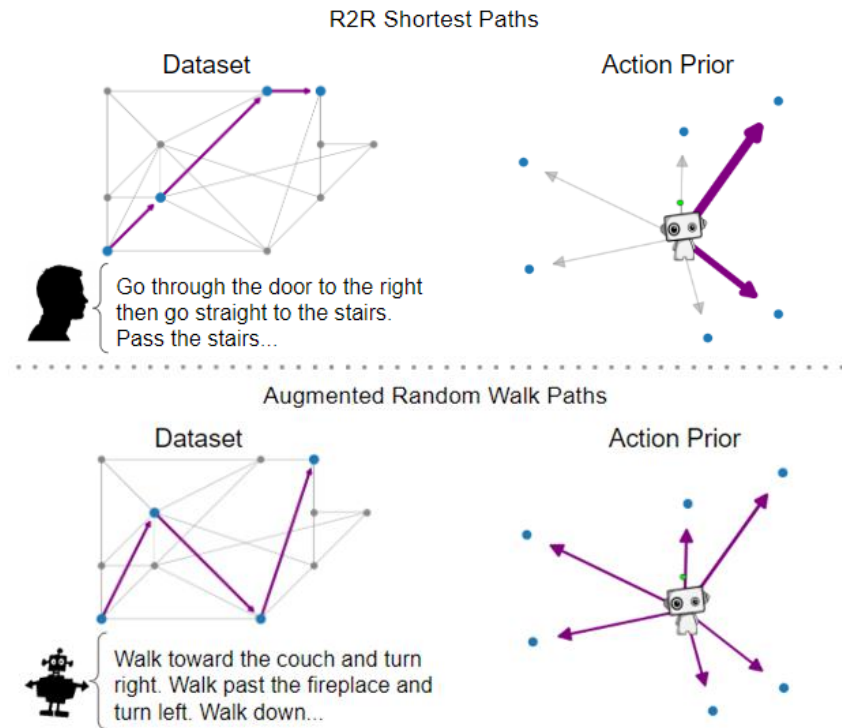 R2R Shortest Paths
Dataset
Action Prior
Go through the door to the right
then go straight to the stairs.
Pass the stairs...
Augmented Random Walk Paths
Dataset
Action Prior
Walk toward the couch and turn
right. Walk past the fireplace and
turn left. Walk down...